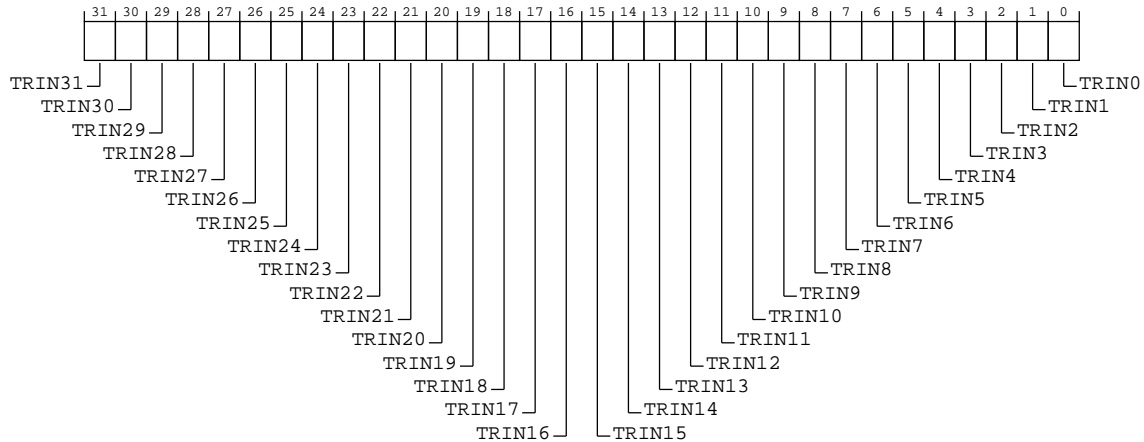 31 30 29 28 27 26 25 24 23 22 21 20 19 18 17 16 15 14 13 12 11 10 9 8 7 6 5 4 3 2 1 0
TRIN31 TRIN0
TRIN30 TRIN1
TRIN29 TRIN2
TRIN28 TRIN3
TRIN27 TRIN4
TRIN26 TRIN5
TRIN25 TRIN6
TRIN24 TRIN7
TRIN23 TRIN8
TRIN22 TRIN9
TRIN21 TRIN10
TRIN20 TRIN11
TRIN19 TRIN12
TRIN18 TRIN13
TRIN17 TRIN14
TRIN16 TRIN15